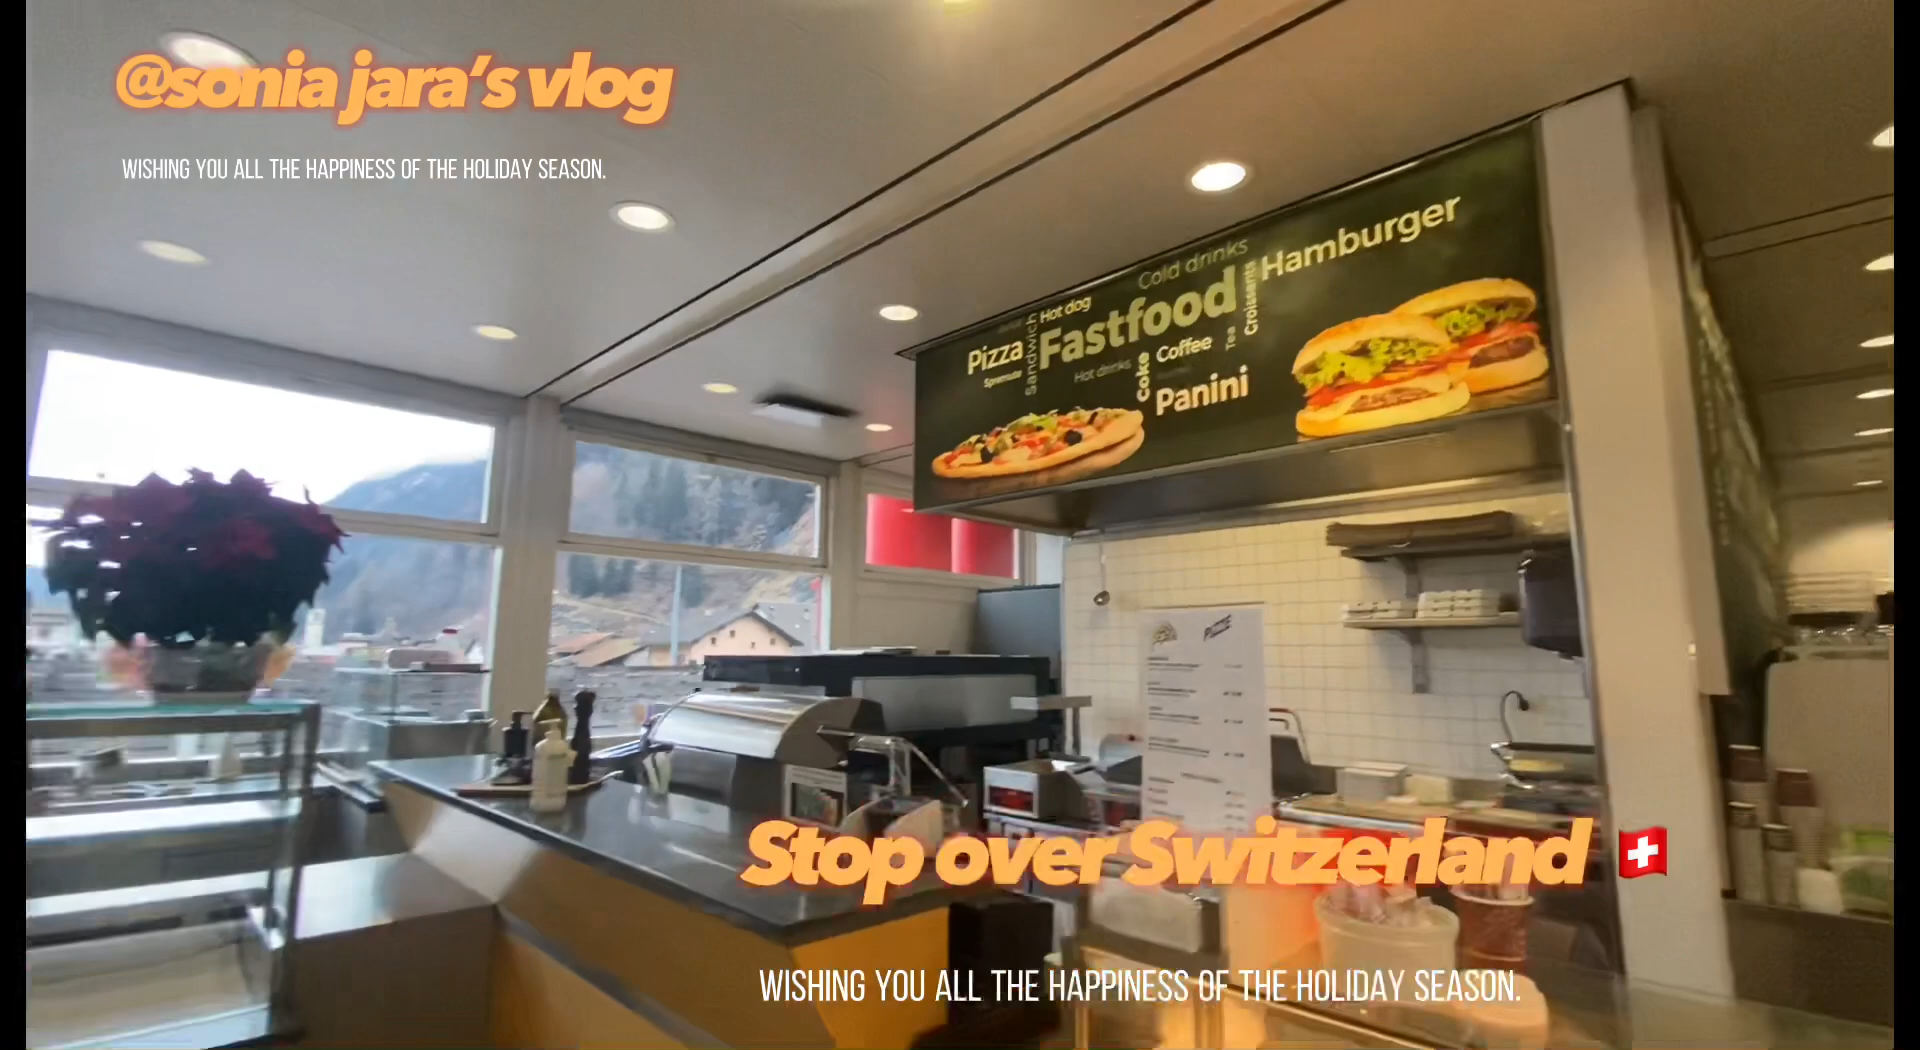 @sonia jara's vlog
WISHING YOU ALL THE HAPPINESS OF THE HOLIDAY SEASON.
Cold drinks
Hamburger
Hot dog
Fastfood
Croissants
Pizza
Sandwich
Spremute
Hot drinks
Coke
Coffee
Tea
Panini
PIZZE
Stop over Switzerland 🇨🇭
WISHING YOU ALL THE HAPPINESS OF THE HOLIDAY SEASON.